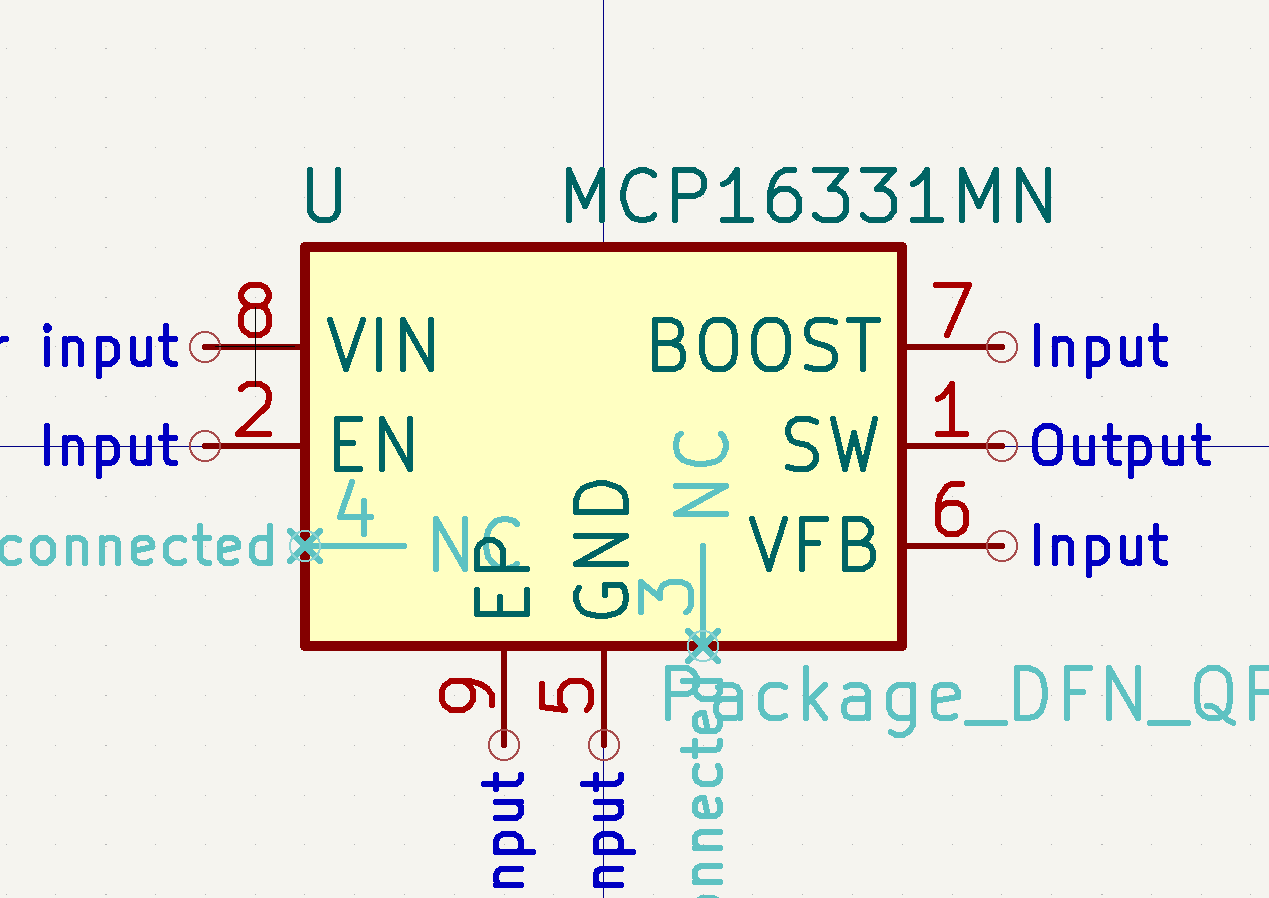 U MCP16331MN
8 7
input VIN BOOST Input
2 1
Input EN SW Output
4 NC 6
connected NC VFB Input
EP GND 3
9 5 Package_DFN_QF
nput nput onnected